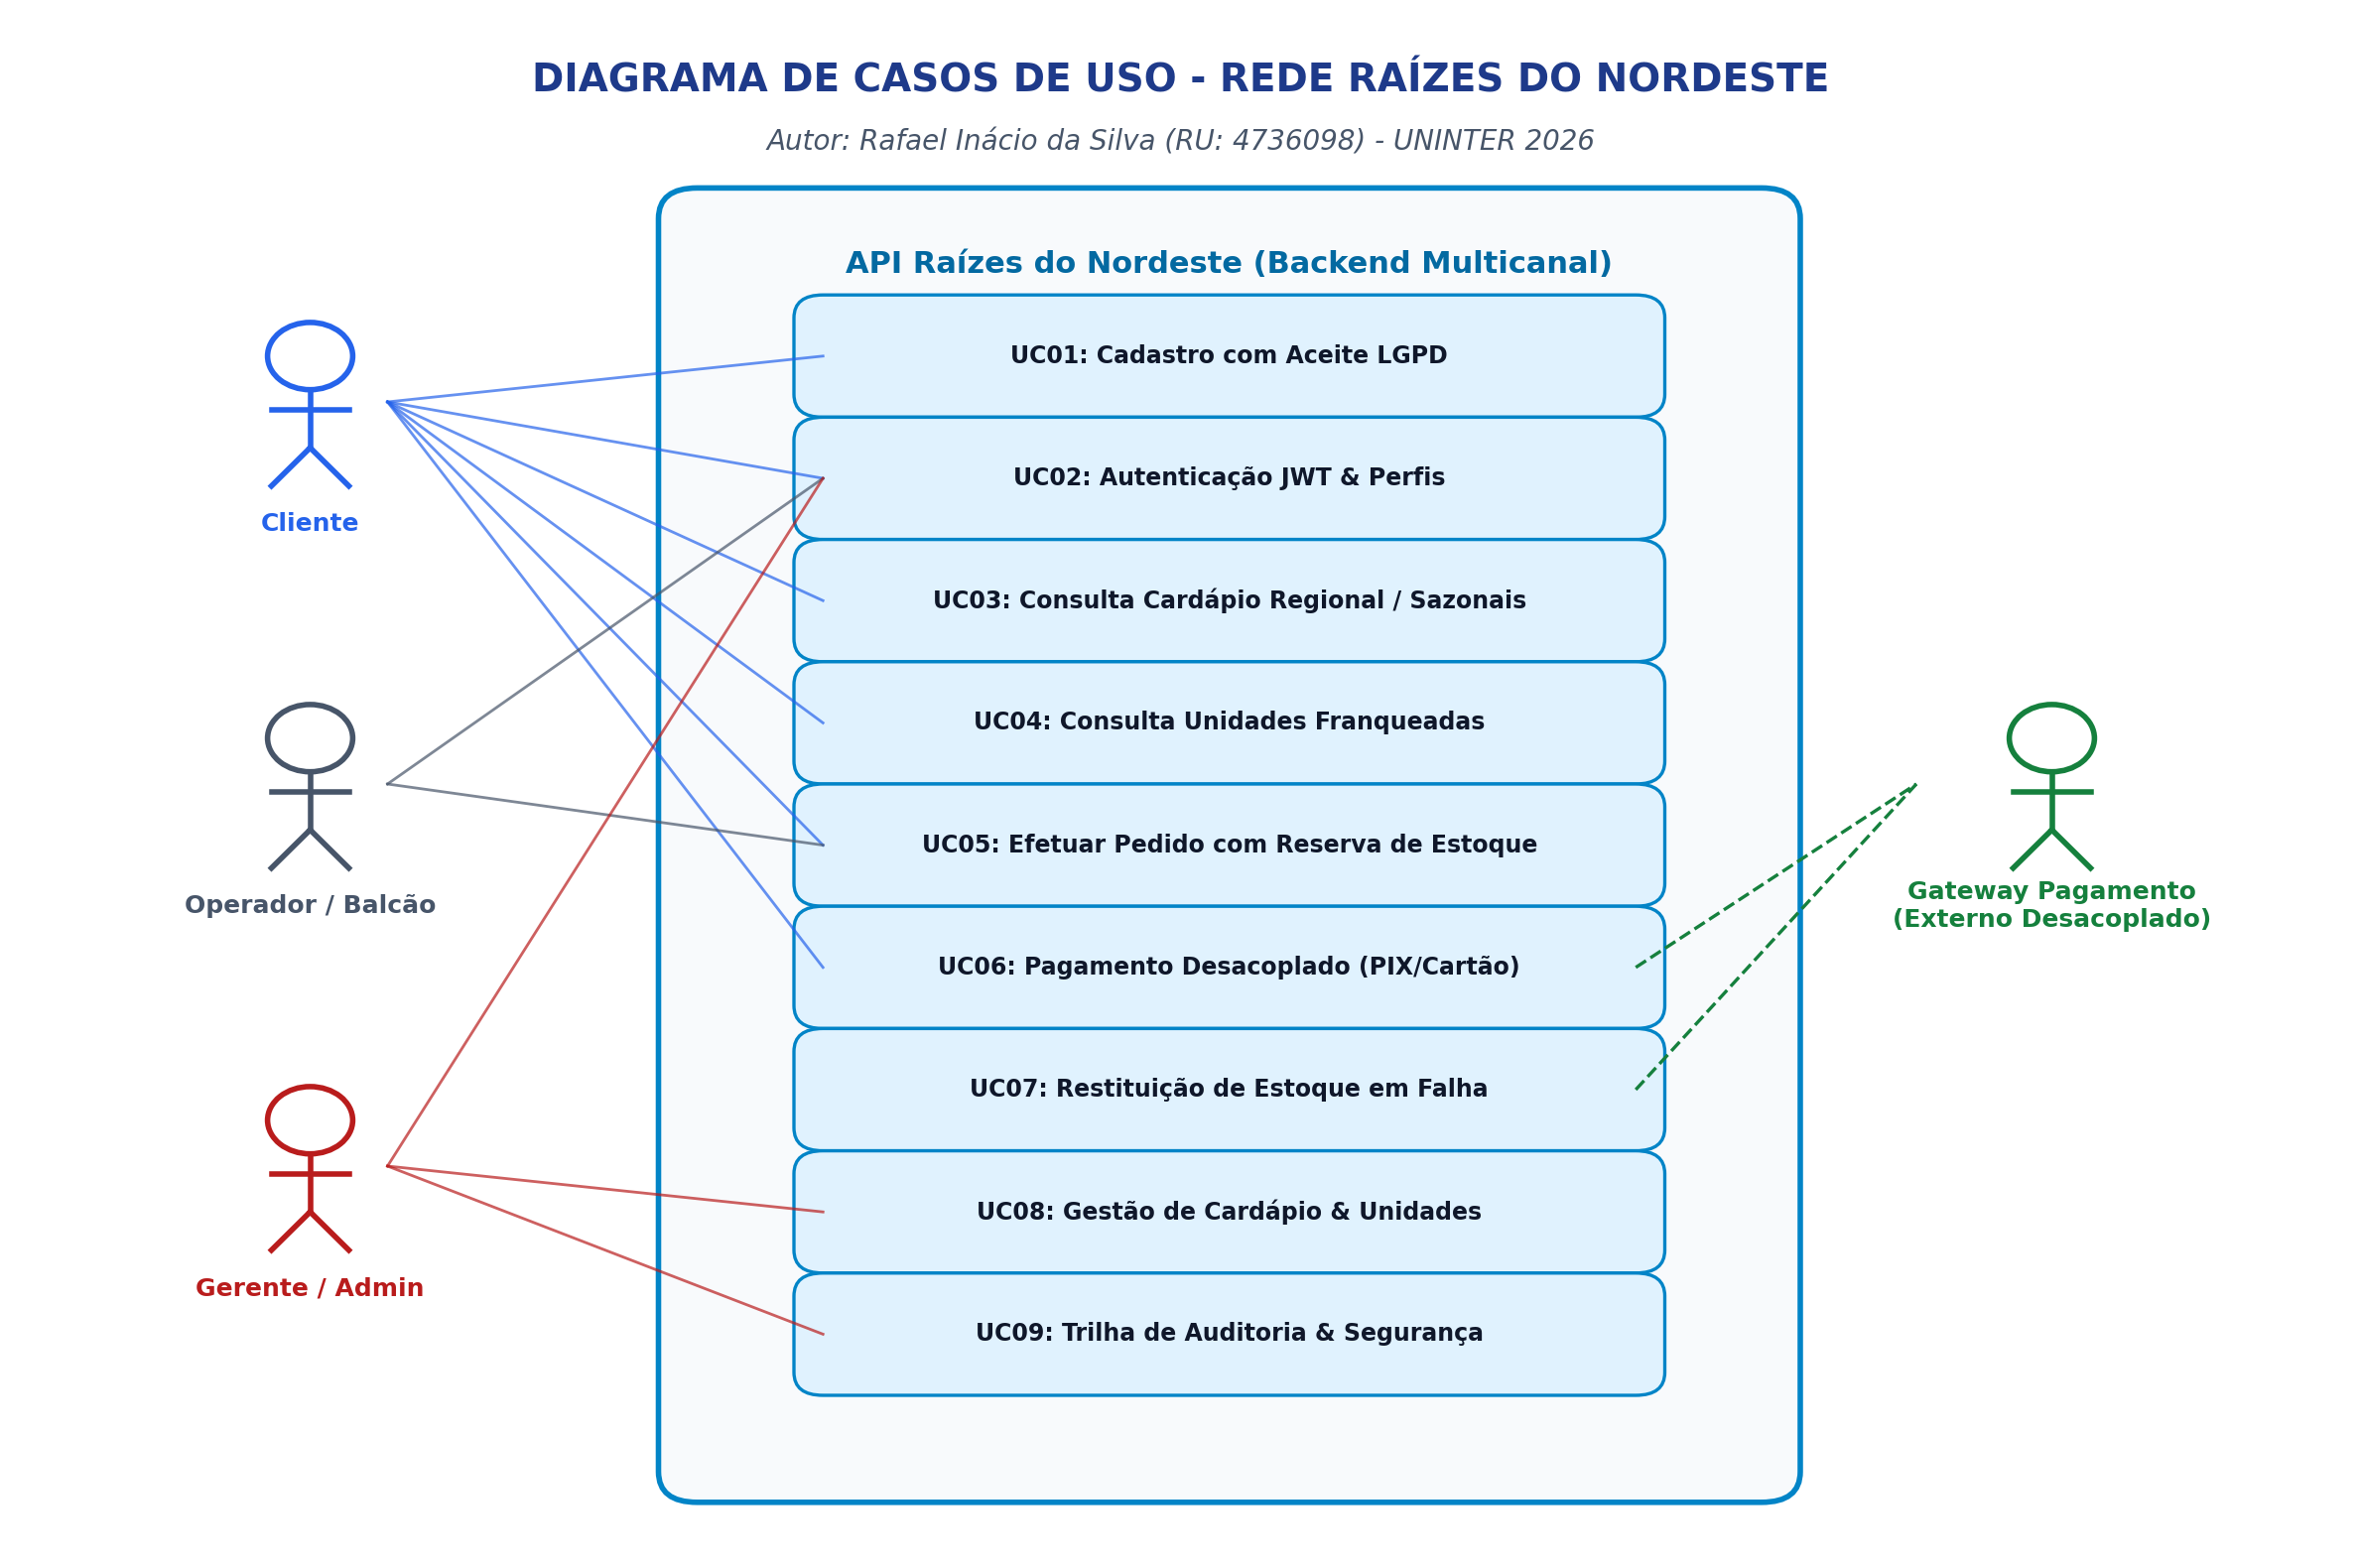 DIAGRAMA DE CASOS DE USO - REDE RAÍZES DO NORDESTE
Autor: Rafael Inácio da Silva (RU: 4736098) - UNINTER 2026
API Raízes do Nordeste (Backend Multicanal)
UC01: Cadastro com Aceite LGPD
UC02: Autenticação JWT & Perfis
Cliente
UC03: Consulta Cardápio Regional / Sazonais
UC04: Consulta Unidades Franqueadas
UC05: Efetuar Pedido com Reserva de Estoque
Operador / Balcão
Gateway Pagamento
(Externo Desacoplado)
UC06: Pagamento Desacoplado (PIX/Cartão)
UC07: Restituição de Estoque em Falha
UC08: Gestão de Cardápio & Unidades
Gerente / Admin
UC09: Trilha de Auditoria & Segurança